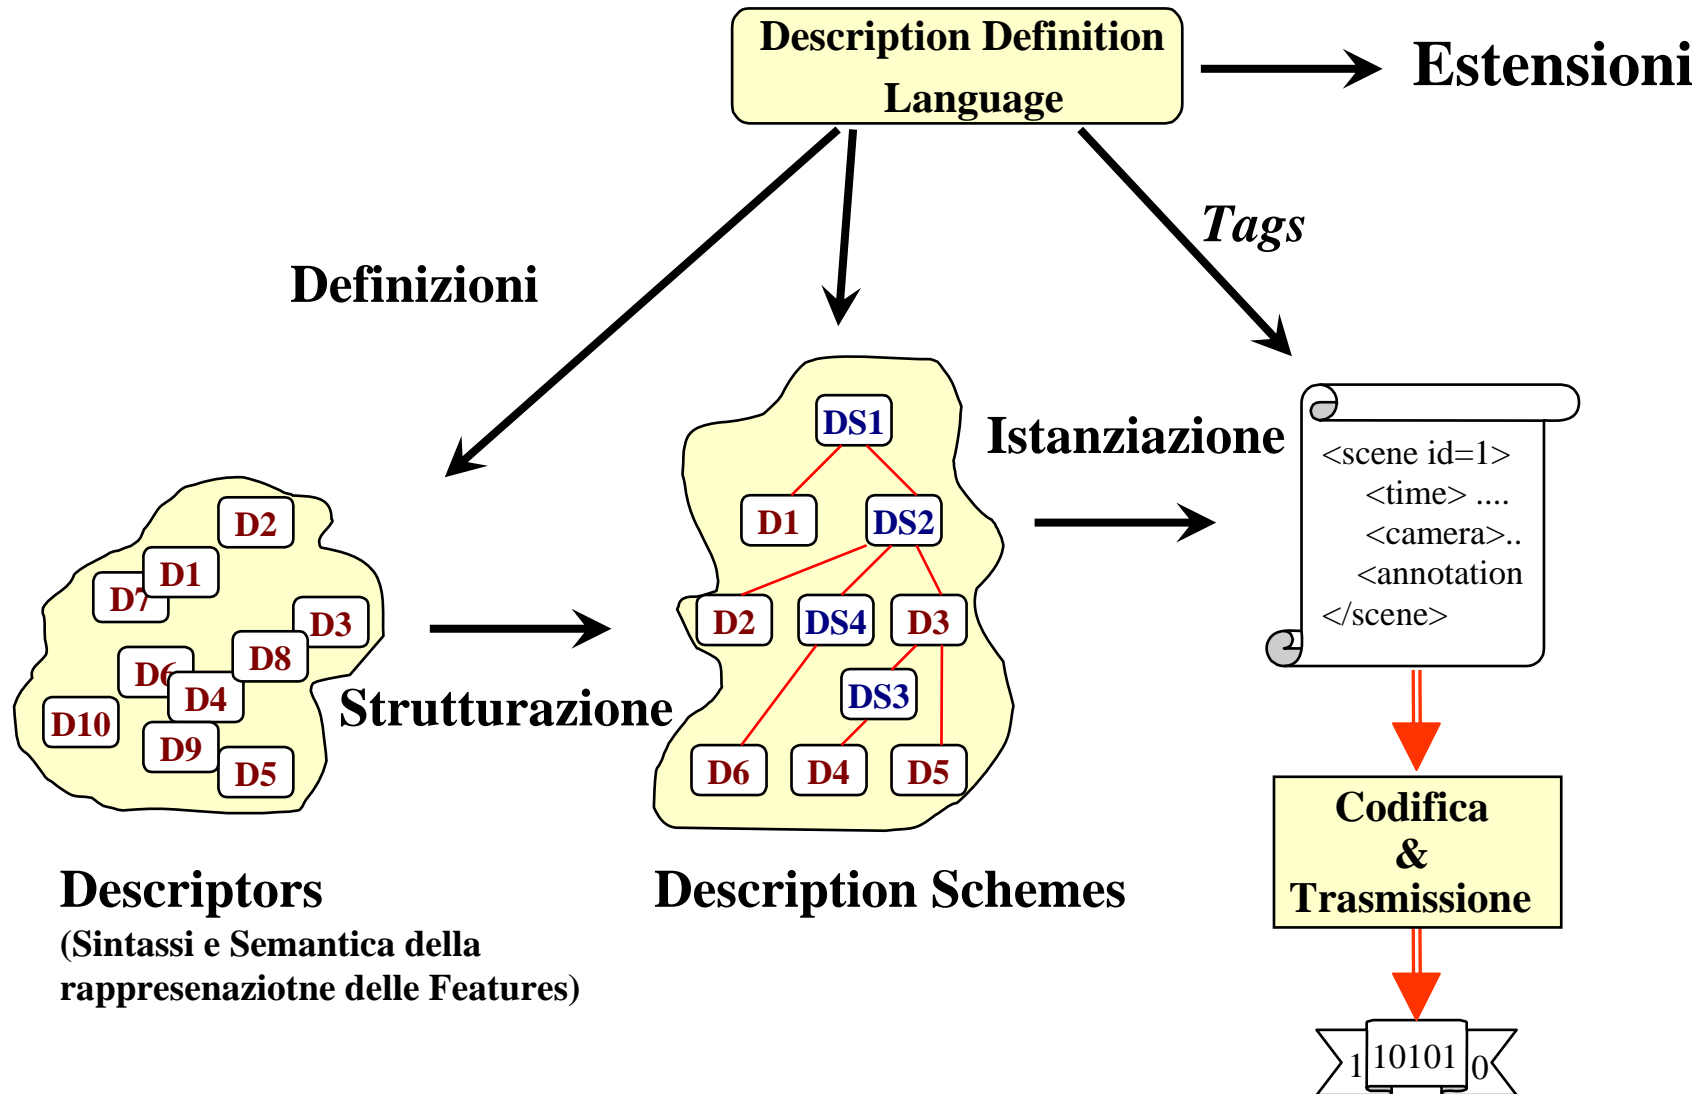 Description Definition
Language
Estensioni
Tags
Definizioni
DS1
Istanziazione
<scene id=1>
<time> ....
<camera>..
<annotation
</scene>
D1
DS2
D2
DS4
D3
DS3
D6
D4
D5
D2
D1
D7
D3
D8
D6
D4
D10
D9
D5
Strutturazione
Codifica
&
Trasmissione
Descriptors
(Sintassi e Semantica della
rappresenaziotne delle Features)
Description Schemes
1 10101 0